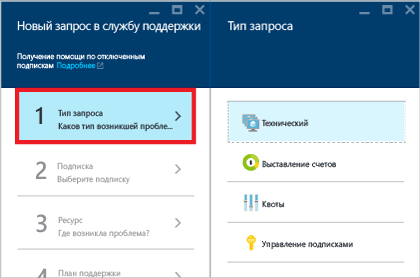 Новый запрос в службу поддержки
Получение помощи по отключенным
подпискам Подробнее
1
Тип запроса
Каков тип возникшей пробле...
2
Подписка
Выберите подписку
3
Ресурс
Где возникла проблема?
4
План поддержки
Тип запроса
Технический
Выставление счетов
Квоты
Управление подписками